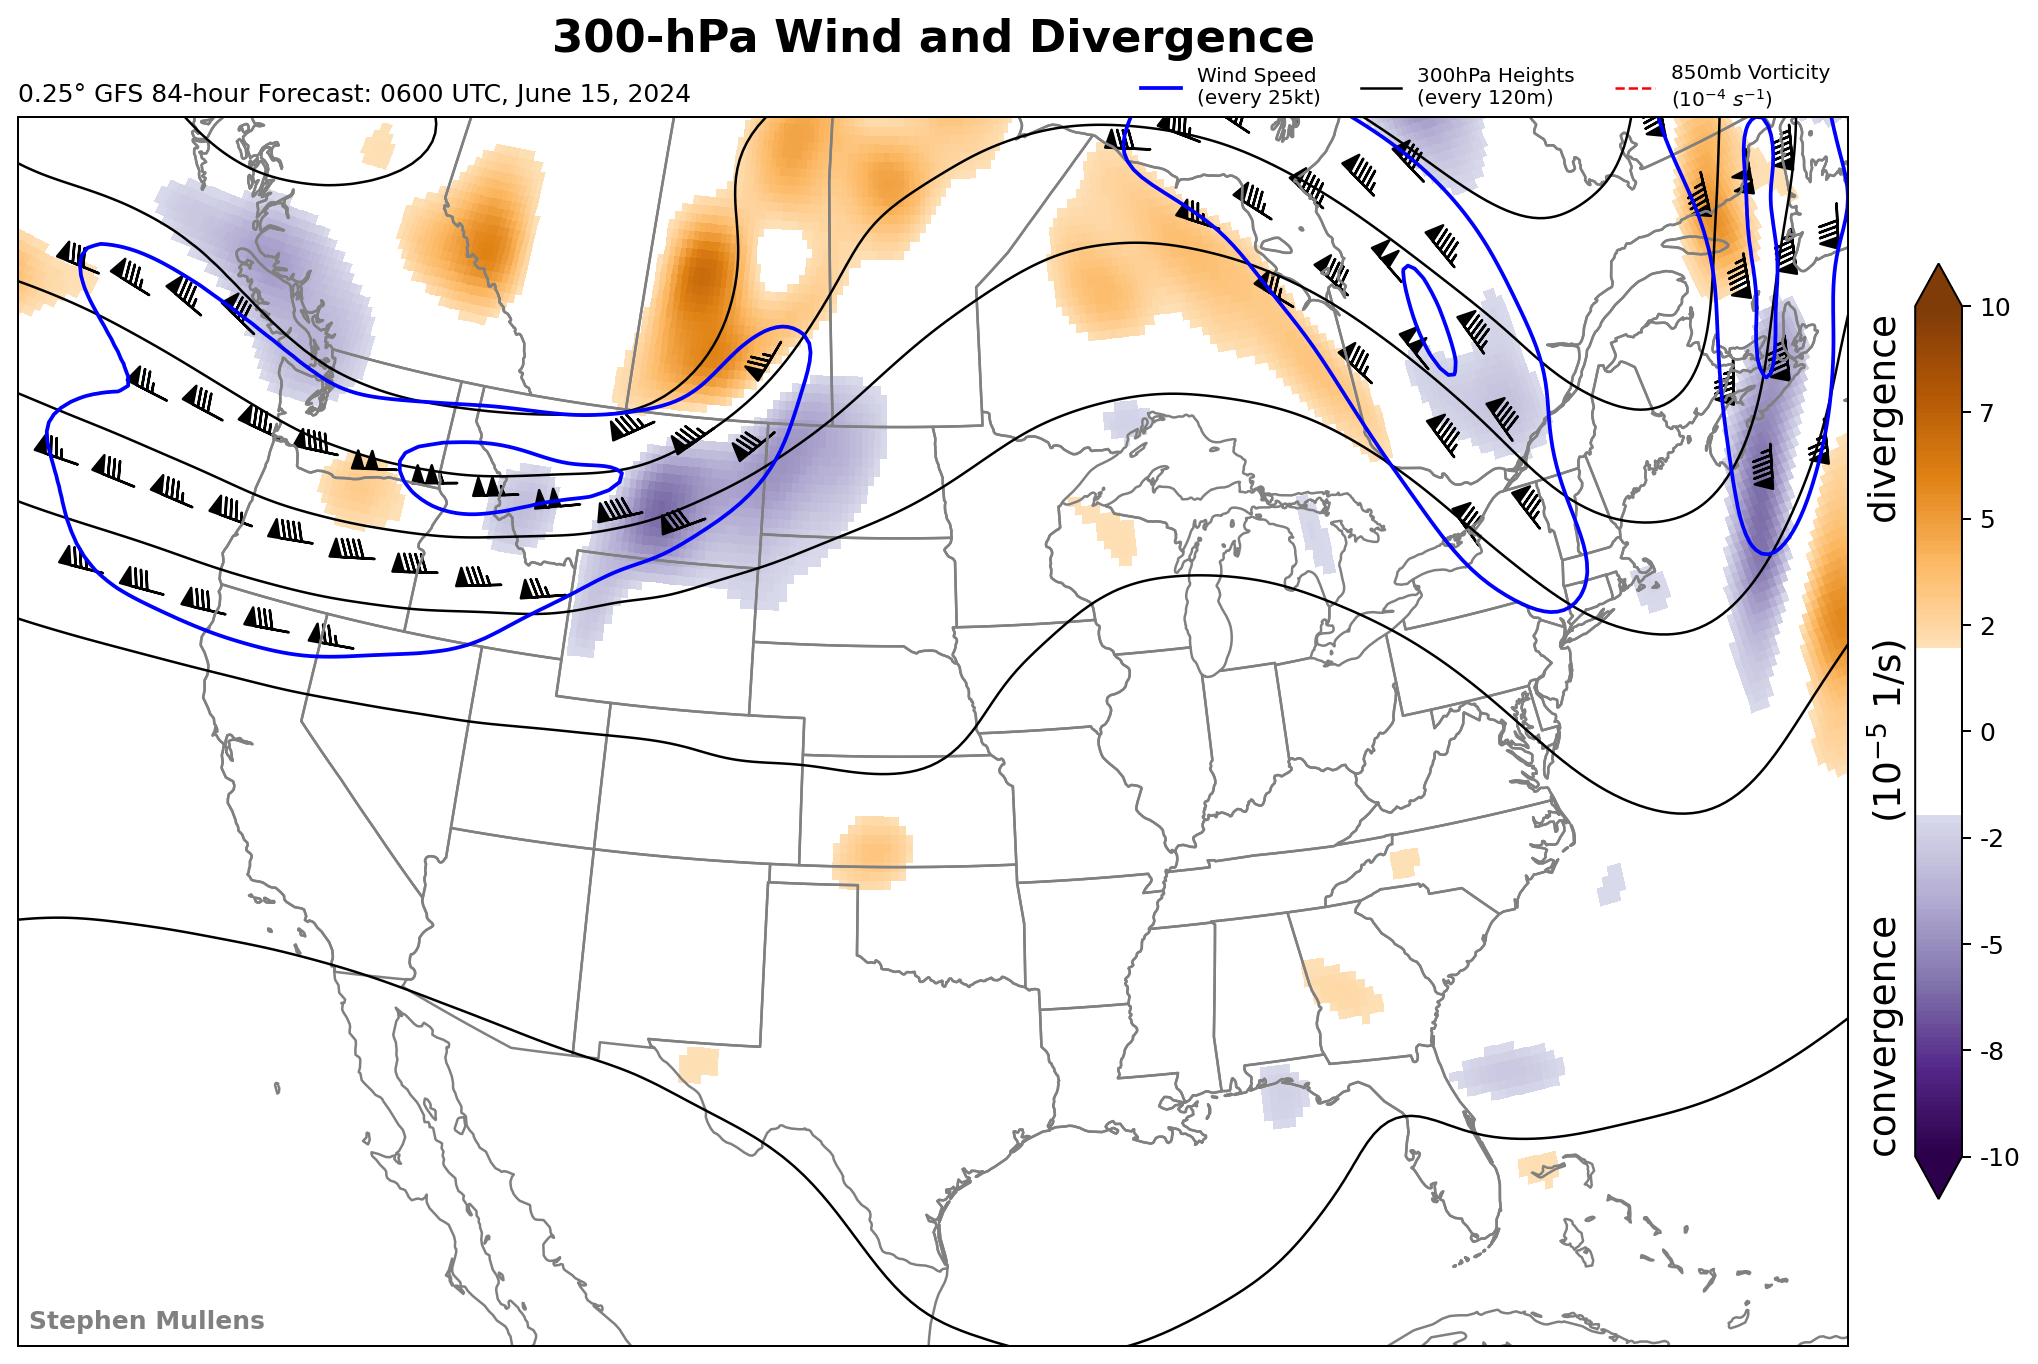 300-hPa Wind and Divergence
0.25° GFS 84-hour Forecast: 0600 UTC, June 15, 2024
Wind Speed
(every 25kt)
300hPa Heights
(every 120m)
850mb Vorticity
(10⁻⁴ s⁻¹)
10
7
5
2
0
-2
-5
-8
-10
convergence (10⁻⁵ 1/s) divergence
Stephen Mullens